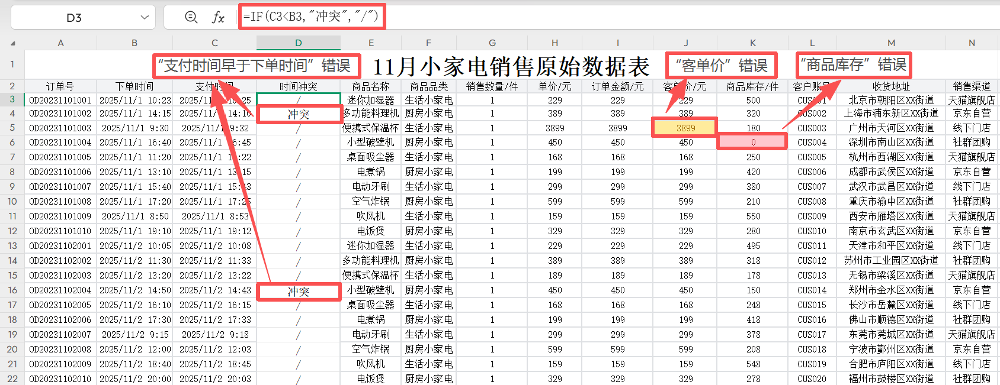 D3 fx =IF(C3<B3,"冲突","/")
A B C D E F G H I J K L M N
1 “支付时间早于下单时间”错误 11月小家电销售原始数据表 “客单价”错误 “商品库存”错误
2 订单号 下单时间 支付时间 时间冲突 商品名称 商品品类 销售数量/件 单价/元 订单金额/元 客单价/元 商品库存/件 客户账号 收货地址 销售渠道
3 OD20231101001 2025/11/1 10:23 2025/11/1 10:25 / 迷你加湿器 生活小家电 1 229 229 229 500 CUS001 北京市朝阳区XX街道 天猫旗舰店
4 OD20231101002 2025/11/1 14:15 2025/11/1 14:10 冲突 多功能料理机 厨房小家电 1 389 389 389 320 CUS002 上海市浦东新区XX街道 京东自营
5 OD20231101003 2025/11/1 9:30 2025/11/1 9:32 / 便携式保温杯 生活小家电 1 3899 3899 3899 180 CUS003 广州市天河区XX街道 线下门店
6 OD20231101004 2025/11/1 16:40 2025/11/1 16:45 / 小型破壁机 厨房小家电 1 450 450 450 0 CUS004 深圳市南山区XX街道 社群团购
7 OD20231101005 2025/11/1 11:20 2025/11/1 11:22 / 桌面吸尘器 生活小家电 1 168 168 168 250 CUS005 杭州市西湖区XX街道 天猫旗舰店
8 OD20231101006 2025/11/1 13:10 2025/11/1 13:15 / 电煮锅 厨房小家电 1 199 199 199 420 CUS006 成都市武侯区XX街道 京东自营
9 OD20231101007 2025/11/1 15:40 2025/11/1 15:43 / 电动牙刷 生活小家电 1 299 299 299 380 CUS007 武汉市武昌区XX街道 线下门店
10 OD20231101008 2025/11/1 17:20 2025/11/1 17:25 / 空气炸锅 厨房小家电 1 599 599 599 210 CUS008 重庆市渝中区XX街道 社群团购
11 OD20231101009 2025/11/1 8:50 2025/11/1 8:53 / 吹风机 生活小家电 1 159 159 159 550 CUS009 西安市雁塔区XX街道 天猫旗舰店
12 OD20231101010 2025/11/1 19:10 2025/11/1 19:12 / 电饭煲 厨房小家电 1 329 329 329 280 CUS010 南京市玄武区XX街道 京东自营
13 OD20231102001 2025/11/2 10:05 2025/11/2 10:08 / 迷你加湿器 生活小家电 1 229 229 229 495 CUS011 天津市和平区XX街道 线下门店
14 OD20231102002 2025/11/2 11:30 2025/11/2 11:33 / 多功能料理机 厨房小家电 1 389 389 389 318 CUS012 苏州市工业园区XX街道 社群团购
15 OD20231102003 2025/11/2 13:20 2025/11/2 13:22 / 便携式保温杯 生活小家电 1 189 189 189 178 CUS013 无锡市梁溪区XX街道 天猫旗舰店
16 OD20231102004 2025/11/2 14:50 2025/11/2 14:43 冲突 小型破壁机 厨房小家电 1 450 450 450 150 CUS014 郑州市金水区XX街道 京东自营
17 OD20231102005 2025/11/2 16:10 2025/11/2 16:15 / 桌面吸尘器 生活小家电 1 168 168 168 248 CUS015 长沙市岳麓区XX街道 线下门店
18 OD20231102006 2025/11/2 17:30 2025/11/2 17:33 / 电煮锅 厨房小家电 1 199 199 199 418 CUS016 佛山市顺德区XX街道 社群团购
19 OD20231102007 2025/11/2 9:15 2025/11/2 9:18 / 电动牙刷 生活小家电 1 299 299 299 378 CUS017 东莞市莞城区XX街道 天猫旗舰店
20 OD20231102008 2025/11/2 12:00 2025/11/2 12:03 / 空气炸锅 厨房小家电 1 599 599 599 208 CUS018 宁波市鄞州区XX街道 京东自营
21 OD20231102009 2025/11/2 18:40 2025/11/2 18:45 / 吹风机 生活小家电 1 159 159 159 548 CUS019 合肥市庐阳区XX街道 线下门店
22 OD20231102010 2025/11/2 20:00 2025/11/2 20:03 / 电饭煲 厨房小家电 1 329 329 329 278 CUS020 福州市鼓楼区XX街道 社群团购